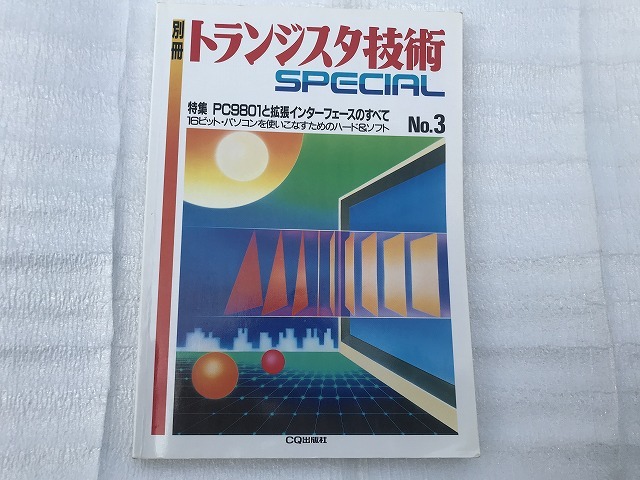 別冊
トランジスタ技術
SPECIAL
特集 PC9801と拡張インターフェースのすべて
16ビット・パソコンを使いこなすためのハード&ソフト
No.3
CQ出版社